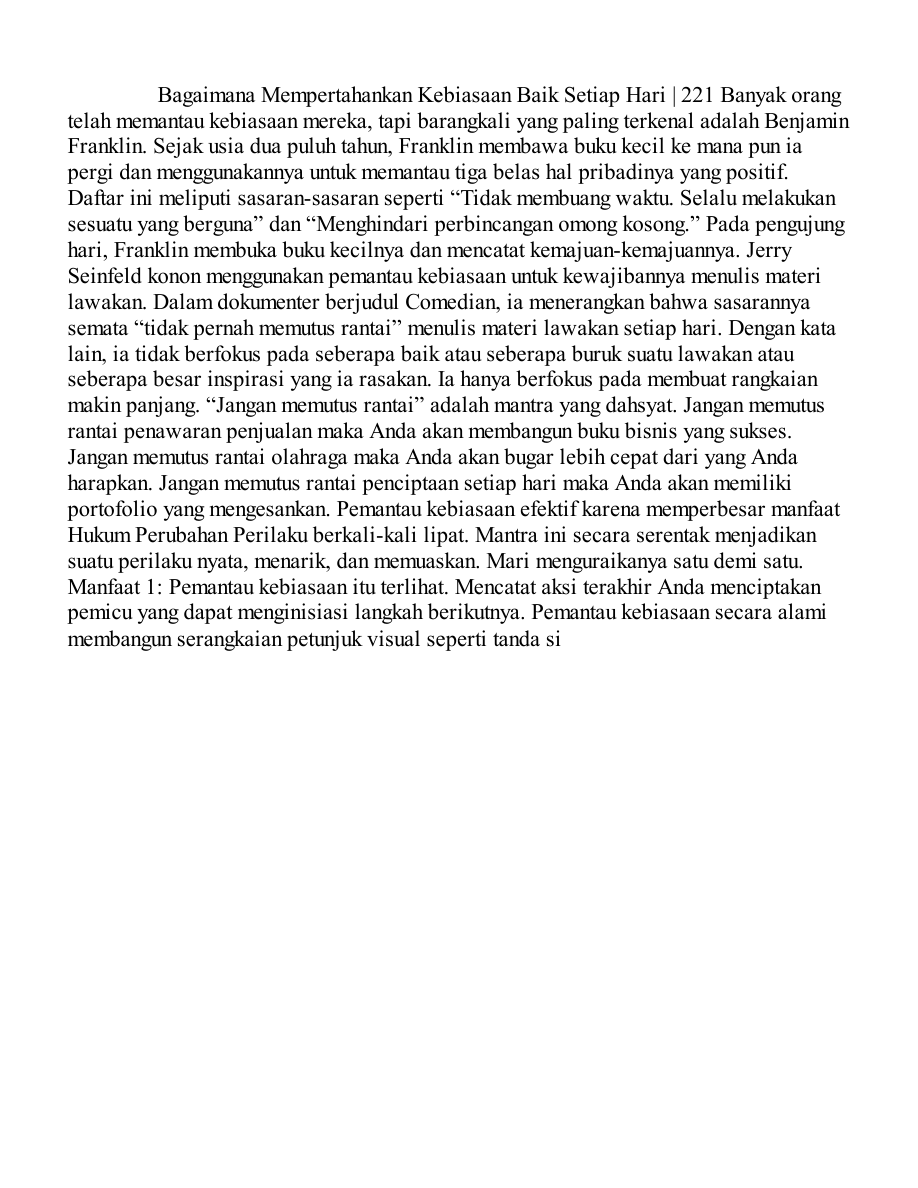 Bagaimana Mempertahankan Kebiasaan Baik Setiap Hari | 221 Banyak orang
telah memantau kebiasaan mereka, tapi barangkali yang paling terkenal adalah Benjamin
Franklin. Sejak usia dua puluh tahun, Franklin membawa buku kecil ke mana pun ia
pergi dan menggunakannya untuk memantau tiga belas hal pribadinya yang positif.
Daftar ini meliputi sasaran-sasaran seperti “Tidak membuang waktu. Selalu melakukan
sesuatu yang berguna” dan “Menghindari perbincangan omong kosong.” Pada pengujung
hari, Franklin membuka buku kecilnya dan mencatat kemajuan-kemajuannya. Jerry
Seinfeld konon menggunakan pemantau kebiasaan untuk kewajibannya menulis materi
lawakan. Dalam dokumenter berjudul Comedian, ia menerangkan bahwa sasarannya
semata “tidak pernah memutus rantai” menulis materi lawakan setiap hari. Dengan kata
lain, ia tidak berfokus pada seberapa baik atau seberapa buruk suatu lawakan atau
seberapa besar inspirasi yang ia rasakan. Ia hanya berfokus pada membuat rangkaian
makin panjang. “Jangan memutus rantai” adalah mantra yang dahsyat. Jangan memutus
rantai penawaran penjualan maka Anda akan membangun buku bisnis yang sukses.
Jangan memutus rantai olahraga maka Anda akan bugar lebih cepat dari yang Anda
harapkan. Jangan memutus rantai penciptaan setiap hari maka Anda akan memiliki
portofolio yang mengesankan. Pemantau kebiasaan efektif karena memperbesar manfaat
Hukum Perubahan Perilaku berkali-kali lipat. Mantra ini secara serentak menjadikan
suatu perilaku nyata, menarik, dan memuaskan. Mari menguraikanya satu demi satu.
Manfaat 1: Pemantau kebiasaan itu terlihat. Mencatat aksi terakhir Anda menciptakan
pemicu yang dapat menginisiasi langkah berikutnya. Pemantau kebiasaan secara alami
membangun serangkaian petunjuk visual seperti tanda si